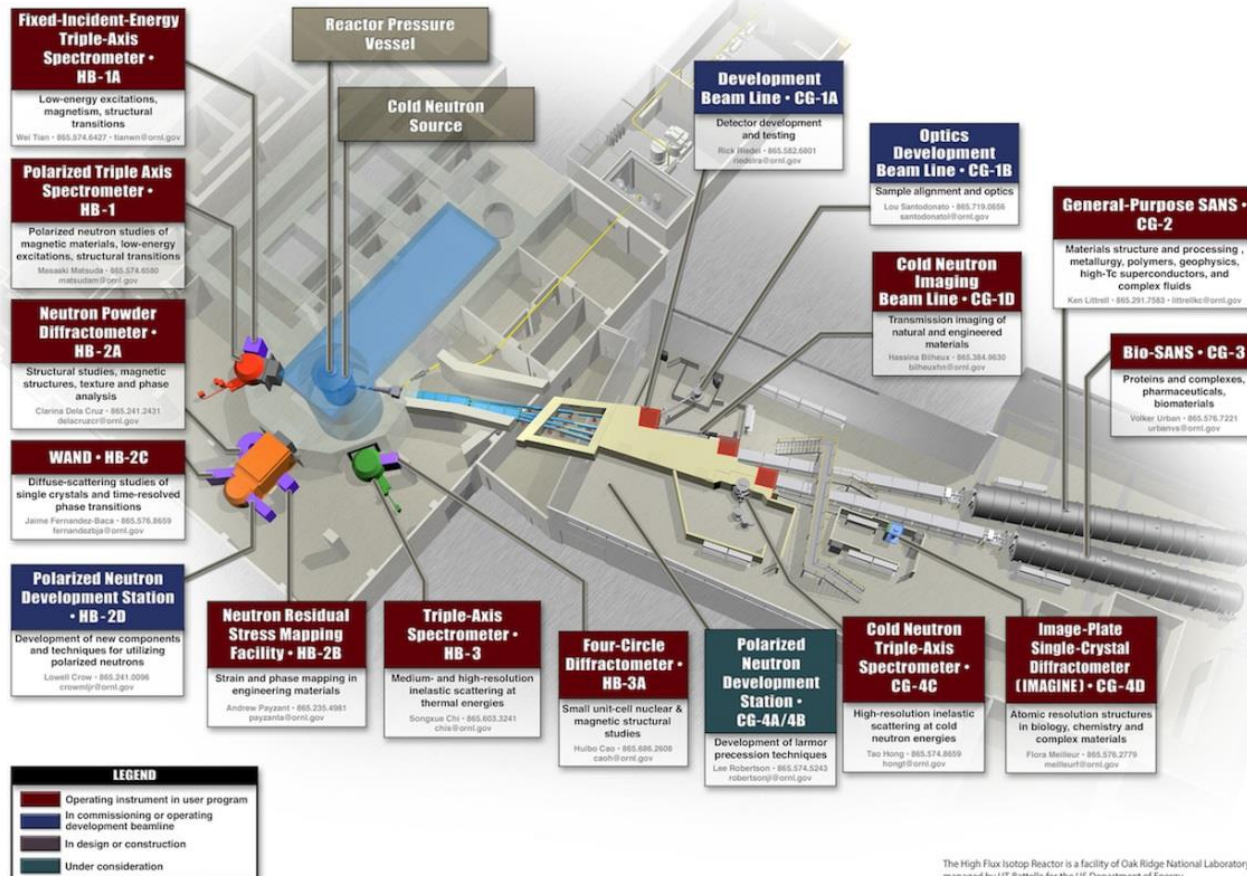 Fixed-Incident-Energy
Triple-Axis
Spectrometer •
HB-1A
Low-energy excitations,
magnetism, structural
transitions
Wei Tian • 865.574.6427 • tianwn@ornl.gov
Reactor Pressure
Vessel
Cold Neutron
Source
Polarized Triple Axis
Spectrometer •
HB-1
Polarized neutron studies of
magnetic materials, low-energy
excitations, structural transitions
Masaaki Matsuda • 865.574.6580
matsudam@ornl.gov
Neutron Powder
Diffractometer •
HB-2A
Structural studies, magnetic
structures, texture and phase
analysis
Clarina Dela Cruz • 865.241.2431
delacruzcr@ornl.gov
WAND • HB-2C
Diffuse-scattering studies of
single crystals and time-resolved
phase transitions
Jaime Fernandez-Baca • 865.576.8659
fernandezbja@ornl.gov
Polarized Neutron
Development Station
• HB-2D
Development of new components
and techniques for utilizing
polarized neutrons
Lowell Crow • 865.241.0096
crowmljr@ornl.gov
Neutron Residual
Stress Mapping
Facility • HB-2B
Strain and phase mapping in
engineering materials
Andrew Payzant • 865.235.4981
payzanta@ornl.gov
Triple-Axis
Spectrometer •
HB-3
Medium- and high-resolution
inelastic scattering at
thermal energies
Songxue Chi • 865.603.3241
chis@ornl.gov
Four-Circle
Diffractometer •
HB-3A
Small unit-cell nuclear &
magnetic structural
studies
Huibo Cao • 865.686.2608
caoh@ornl.gov
Polarized
Neutron
Development
Station •
CG-4A/4B
Development of larmor
precession techniques
Lee Robertson • 865.574.5243
robertsonjl@ornl.gov
Cold Neutron
Triple-Axis
Spectrometer •
CG-4C
High-resolution inelastic
scattering at cold
neutron energies
Tao Hong • 865.574.8659
hongt@ornl.gov
Image-Plate
Single-Crystal
Diffractometer
(IMAGINE) • CG-4D
Atomic resolution structures
in biology, chemistry and
complex materials
Flora Meilleur • 865.576.2779
meilleurf@ornl.gov
Development
Beam Line • CG-1A
Detector development
and testing
Rick Riedel • 865.582.6801
riedelra@ornl.gov
Optics
Development
Beam Line • CG-1B
Sample alignment and optics
Lou Santodonato • 865.719.0656
santodonatol@ornl.gov
Cold Neutron
Imaging
Beam Line • CG-1D
Transmission imaging of
natural and engineered
materials
Hassina Bilheux • 865.384.9630
bilheuxhn@ornl.gov
General-Purpose SANS •
CG-2
Materials structure and processing ,
metallurgy, polymers, geophysics,
high-Tc superconductors, and
complex fluids
Ken Littrell • 865.291.7583 • littrellkc@ornl.gov
Bio-SANS • CG-3
Proteins and complexes,
pharmaceuticals,
biomaterials
Volker Urban • 865.576.7221
urbanvs@ornl.gov
LEGEND
Operating instrument in user program
In commissioning or operating
development beamline
In design or construction
Under consideration
The High Flux Isotop Reactor is a facility of Oak Ridge National Laboratory
managed by UT-Battelle for the US Department of Energy